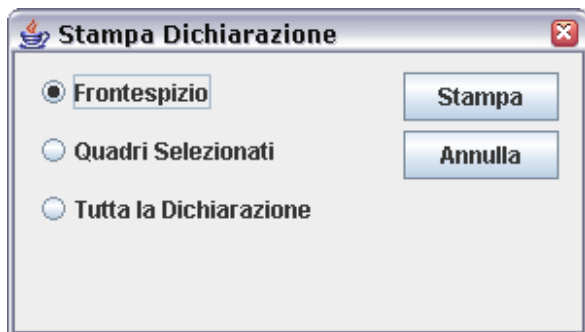 Stampa Dichiarazione
Frontespizio
Stampa
Quadri Selezionati
Annulla
Tutta la Dichiarazione